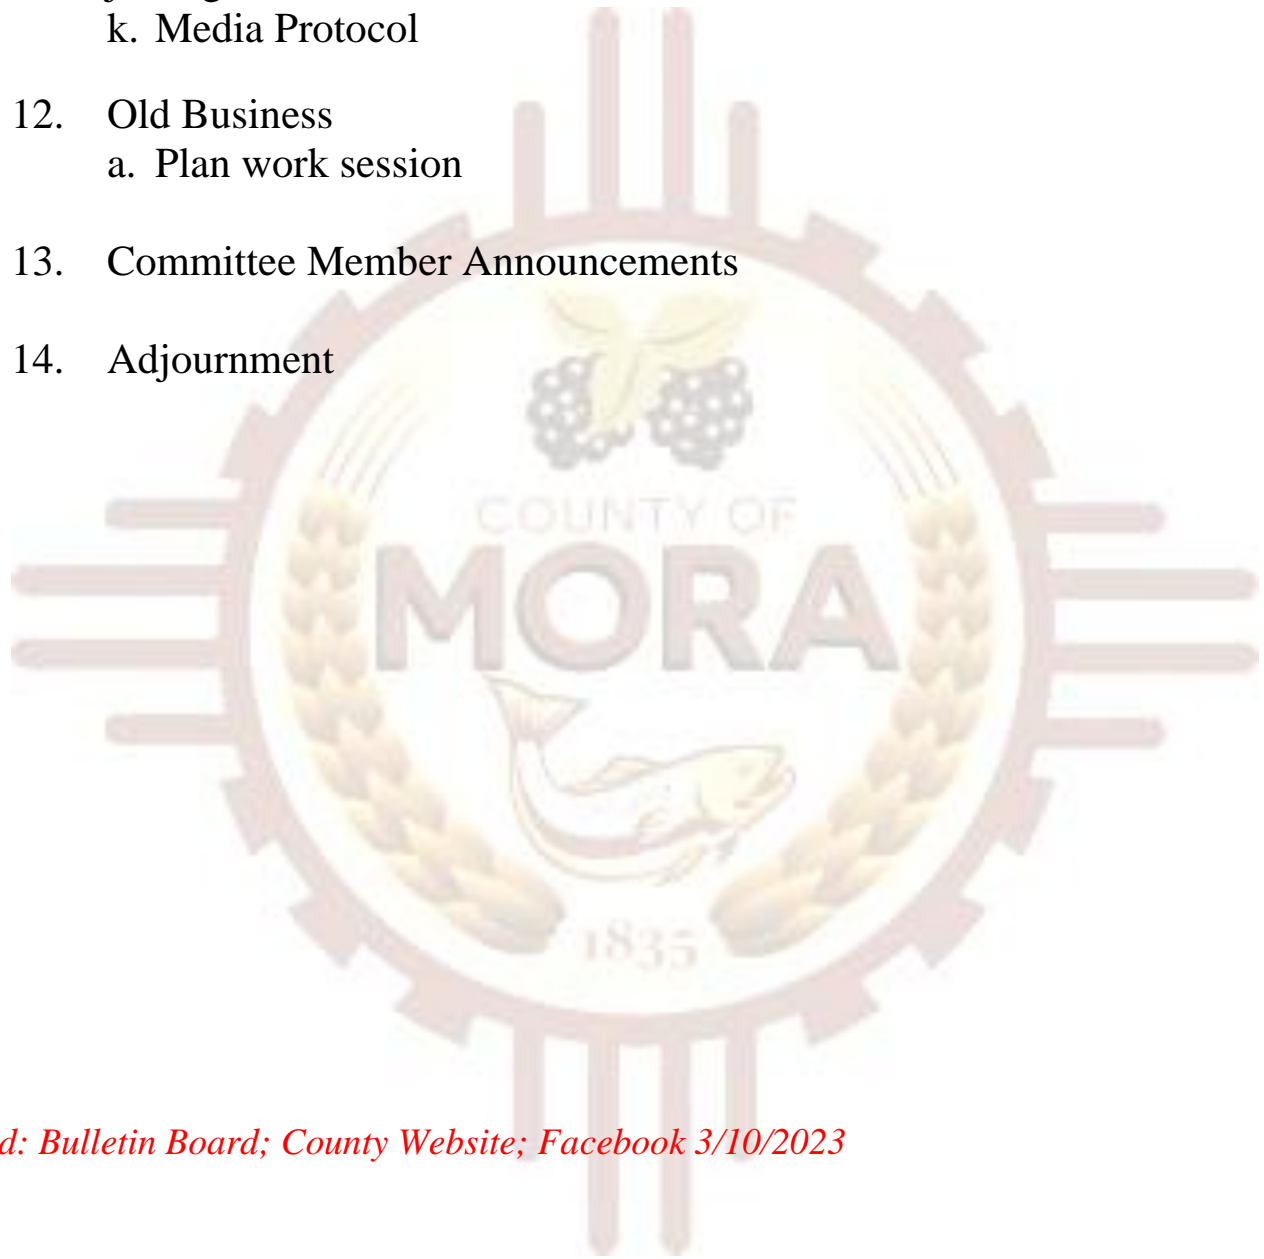 k. Media Protocol
12. Old Business
a. Plan work session
13. Committee Member Announcements
14. Adjournment
COUNTY OF
MORA
1835
d: Bulletin Board; County Website; Facebook 3/10/2023